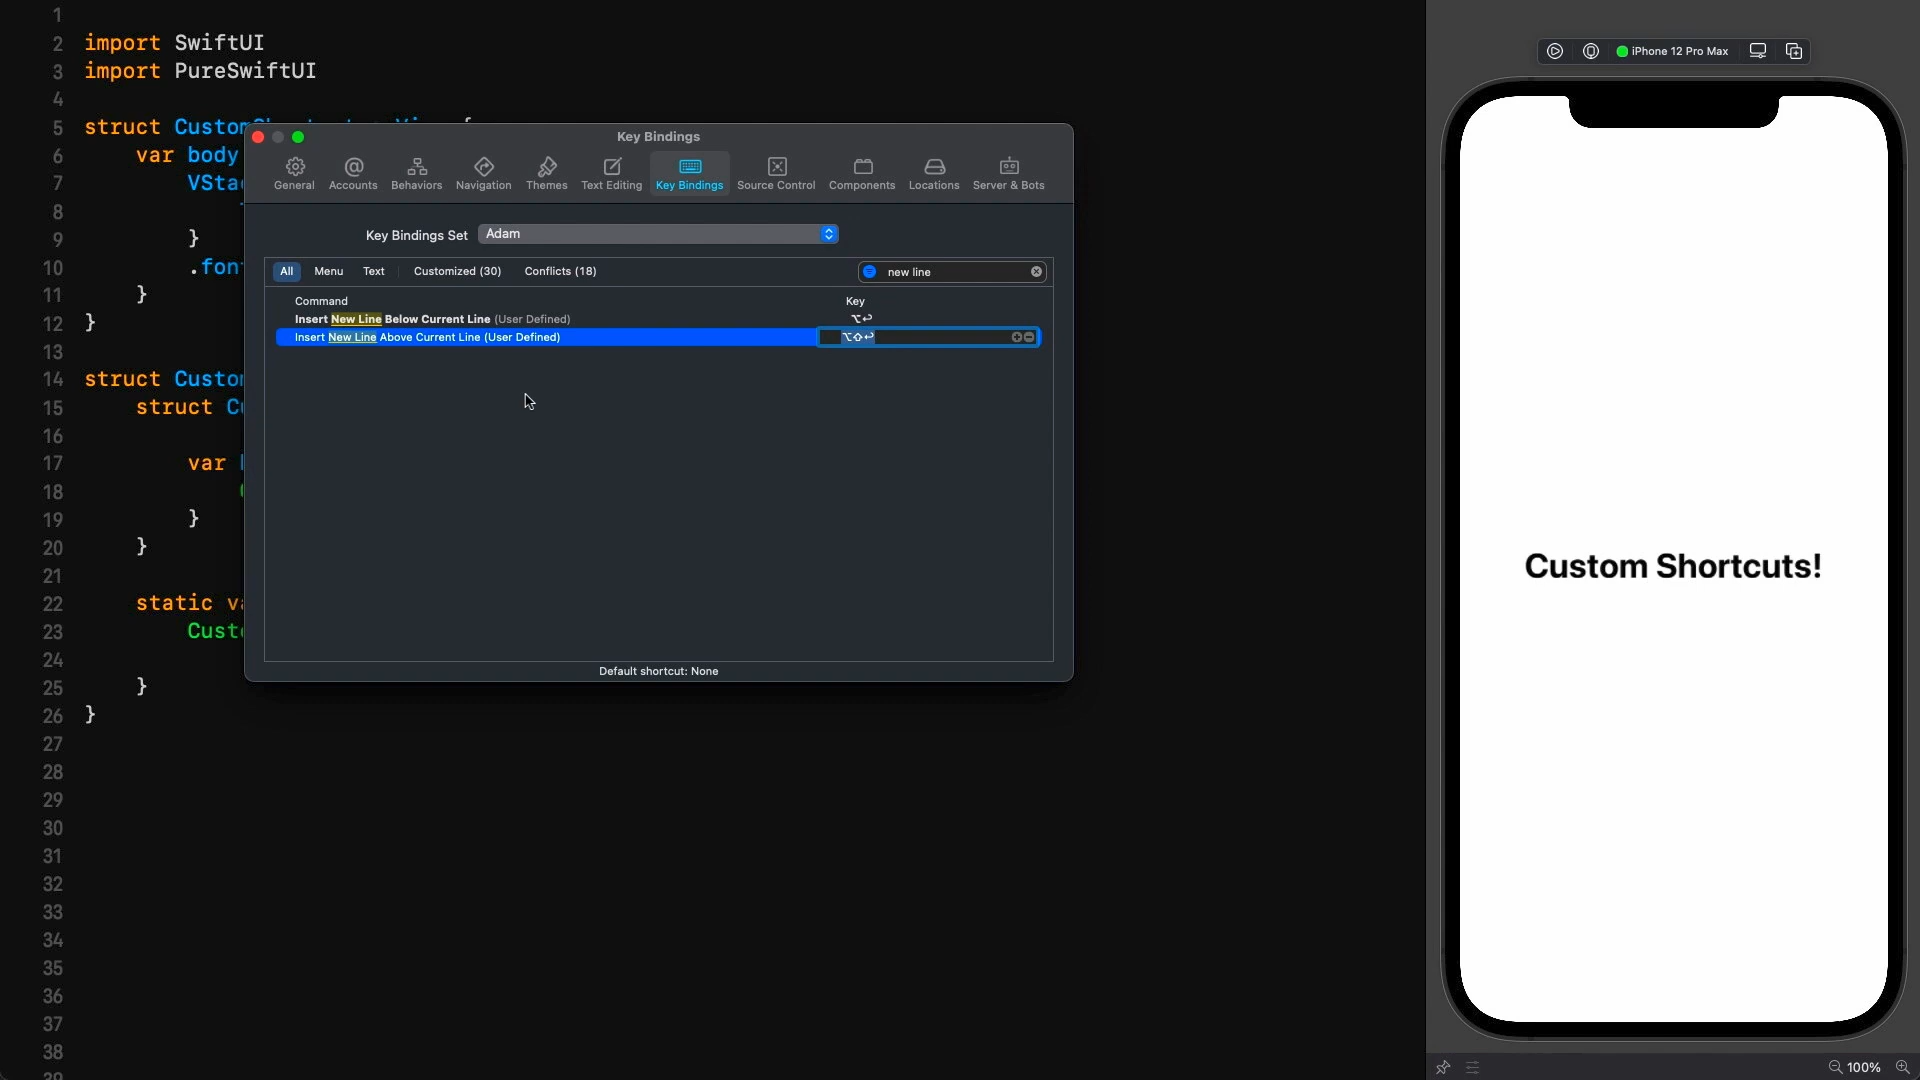 1
2 import SwiftUI
3 import PureSwiftUI
4
5 struct
6 var body
7
8
9 }
10
11 }
12 }
13
14 struct
15 struct
16
17 var
18
19 }
20 }
21
22 static
23
24
25 }
26 }
27
28
29
30
31
32
33
34
35
36
37
38
Key Bindings
General Accounts Behaviors Navigation Themes Text Editing Key Bindings Source Control Components Locations Server & Bots
Key Bindings Set Adam
All Menu Text Customized (30) Conflicts (18) new line
Command Key
Insert New Line Below Current Line (User Defined) ⌥↩
Insert New Line Above Current Line (User Defined) ⌥⇧↩
Default shortcut: None
iPhone 12 Pro Max
Custom Shortcuts!
100%